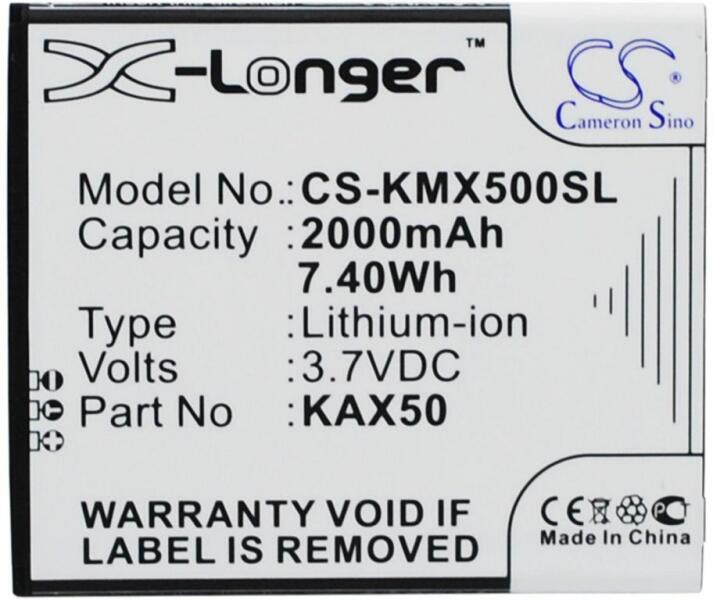 X-Longer™
CS®
Cameron Sino
Model No.: CS-KMX500SL
Capacity : 2000mAh
7.40Wh
Type : Lithium-ion
Volts : 3.7VDC
Part No : KAX50
WARRANTY VOID IF
LABEL IS REMOVED
CE
Made In China